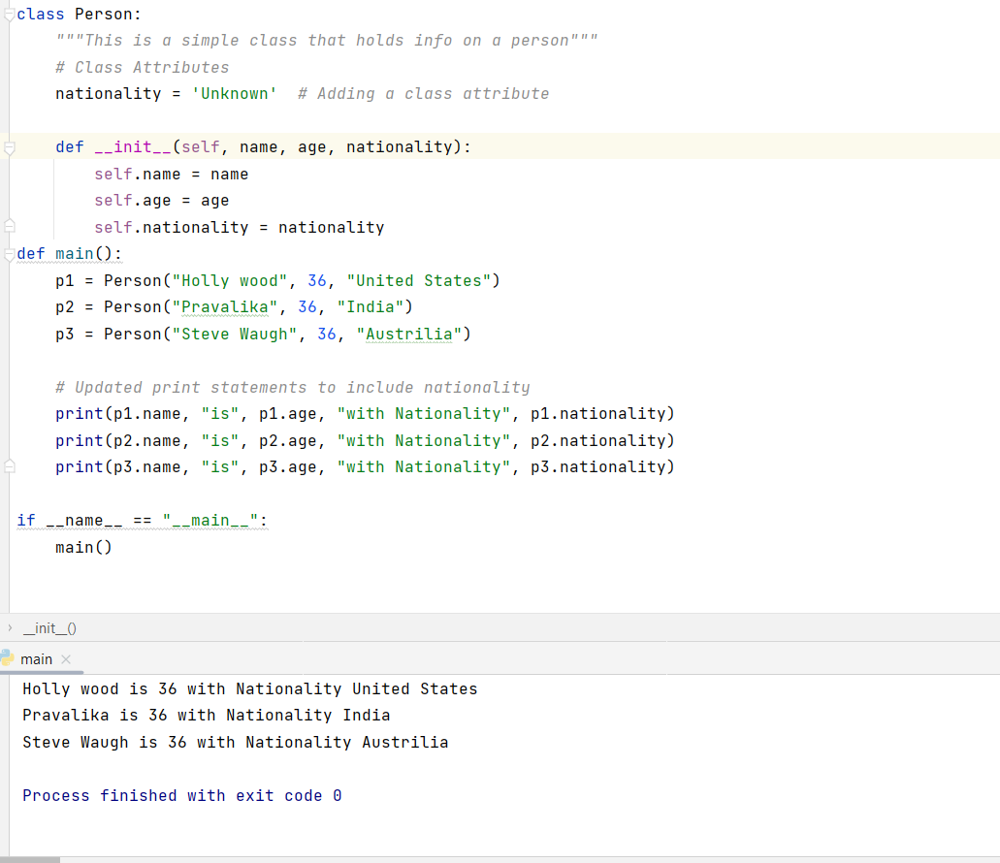 class Person:
    """This is a simple class that holds info on a person"""
    # Class Attributes
    nationality = 'Unknown'  # Adding a class attribute

    def __init__(self, name, age, nationality):
        self.name = name
        self.age = age
        self.nationality = nationality
def main():
    p1 = Person("Holly wood", 36, "United States")
    p2 = Person("Pravalika", 36, "India")
    p3 = Person("Steve Waugh", 36, "Austrilia")

    # Updated print statements to include nationality
    print(p1.name, "is", p1.age, "with Nationality", p1.nationality)
    print(p2.name, "is", p2.age, "with Nationality", p2.nationality)
    print(p3.name, "is", p3.age, "with Nationality", p3.nationality)

if __name__ == "__main__":
    main()

› __init__()
main ×
Holly wood is 36 with Nationality United States
Pravalika is 36 with Nationality India
Steve Waugh is 36 with Nationality Austrilia

Process finished with exit code 0